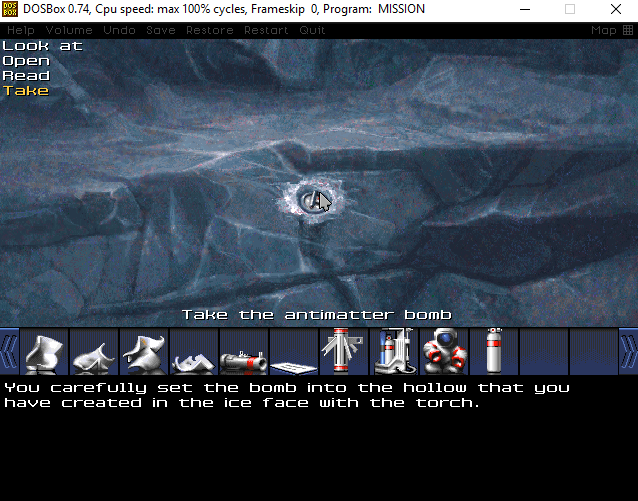 DOSBox 0.74, Cpu speed: max 100% cycles, Frameskip 0, Program: MISSION
Help Volume Undo Save Restore Restart Quit Map
Look at
Open
Read
Take
Take the antimatter bomb
You carefully set the bomb into the hollow that you
have created in the ice face with the torch.